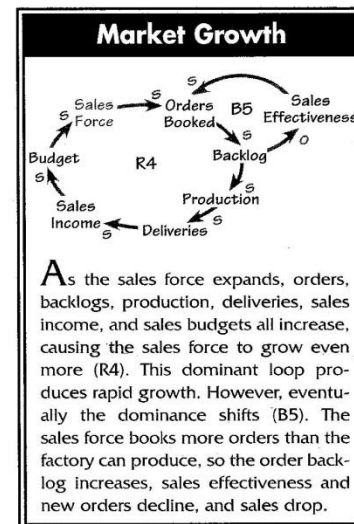 Market Growth
s
Sales
Force
s
s
Orders
Booked
B5
Sales
Effectiveness
s
o
Backlog
Budget
s
R4
s
Production
Sales
Income
s
s
Deliveries
As the sales force expands, orders,
backlogs, production, deliveries, sales
income, and sales budgets all increase,
causing the sales force to grow even
more (R4). This dominant loop pro-
duces rapid growth. However, eventu-
ally the dominance shifts (B5). The
sales force books more orders than the
factory can produce, so the order back-
log increases, sales effectiveness and
new orders decline, and sales drop.